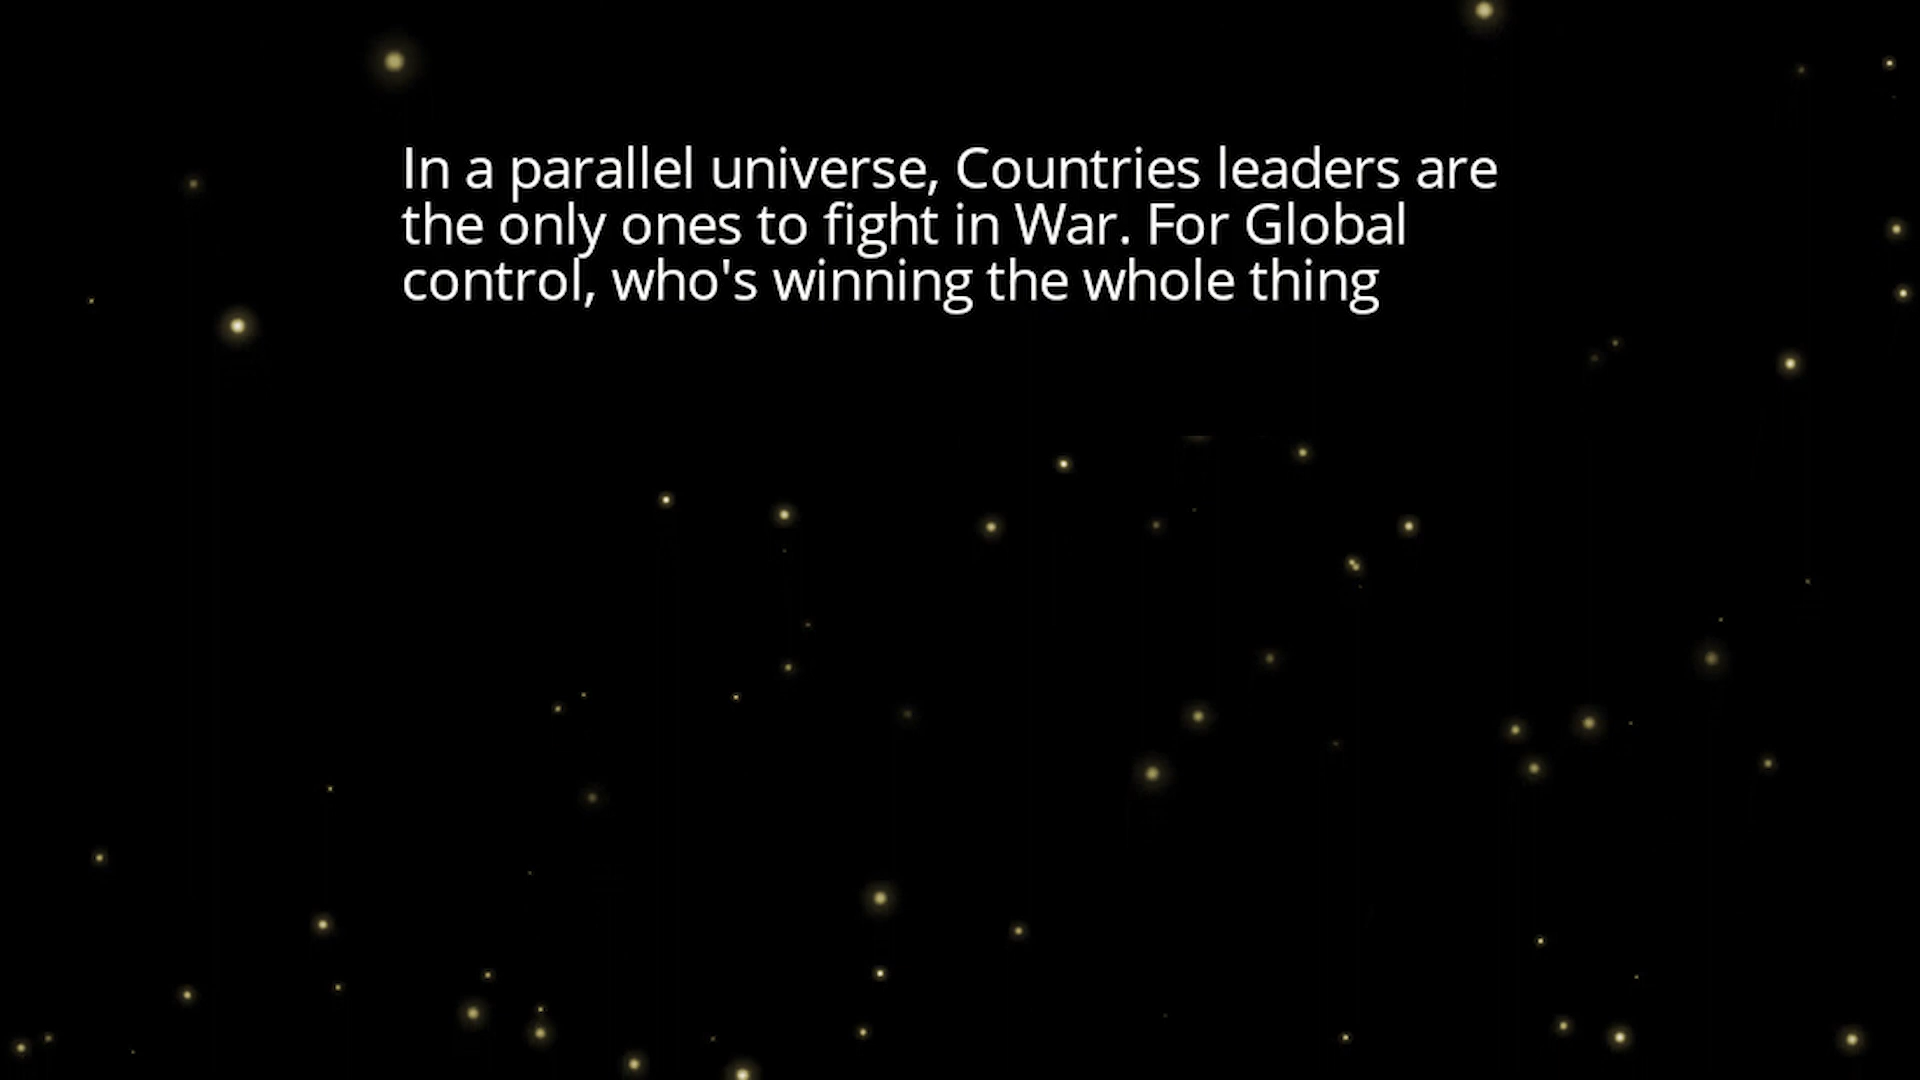 In a parallel universe, Countries leaders are
the only ones to fight in War. For Global
control, who's winning the whole thing